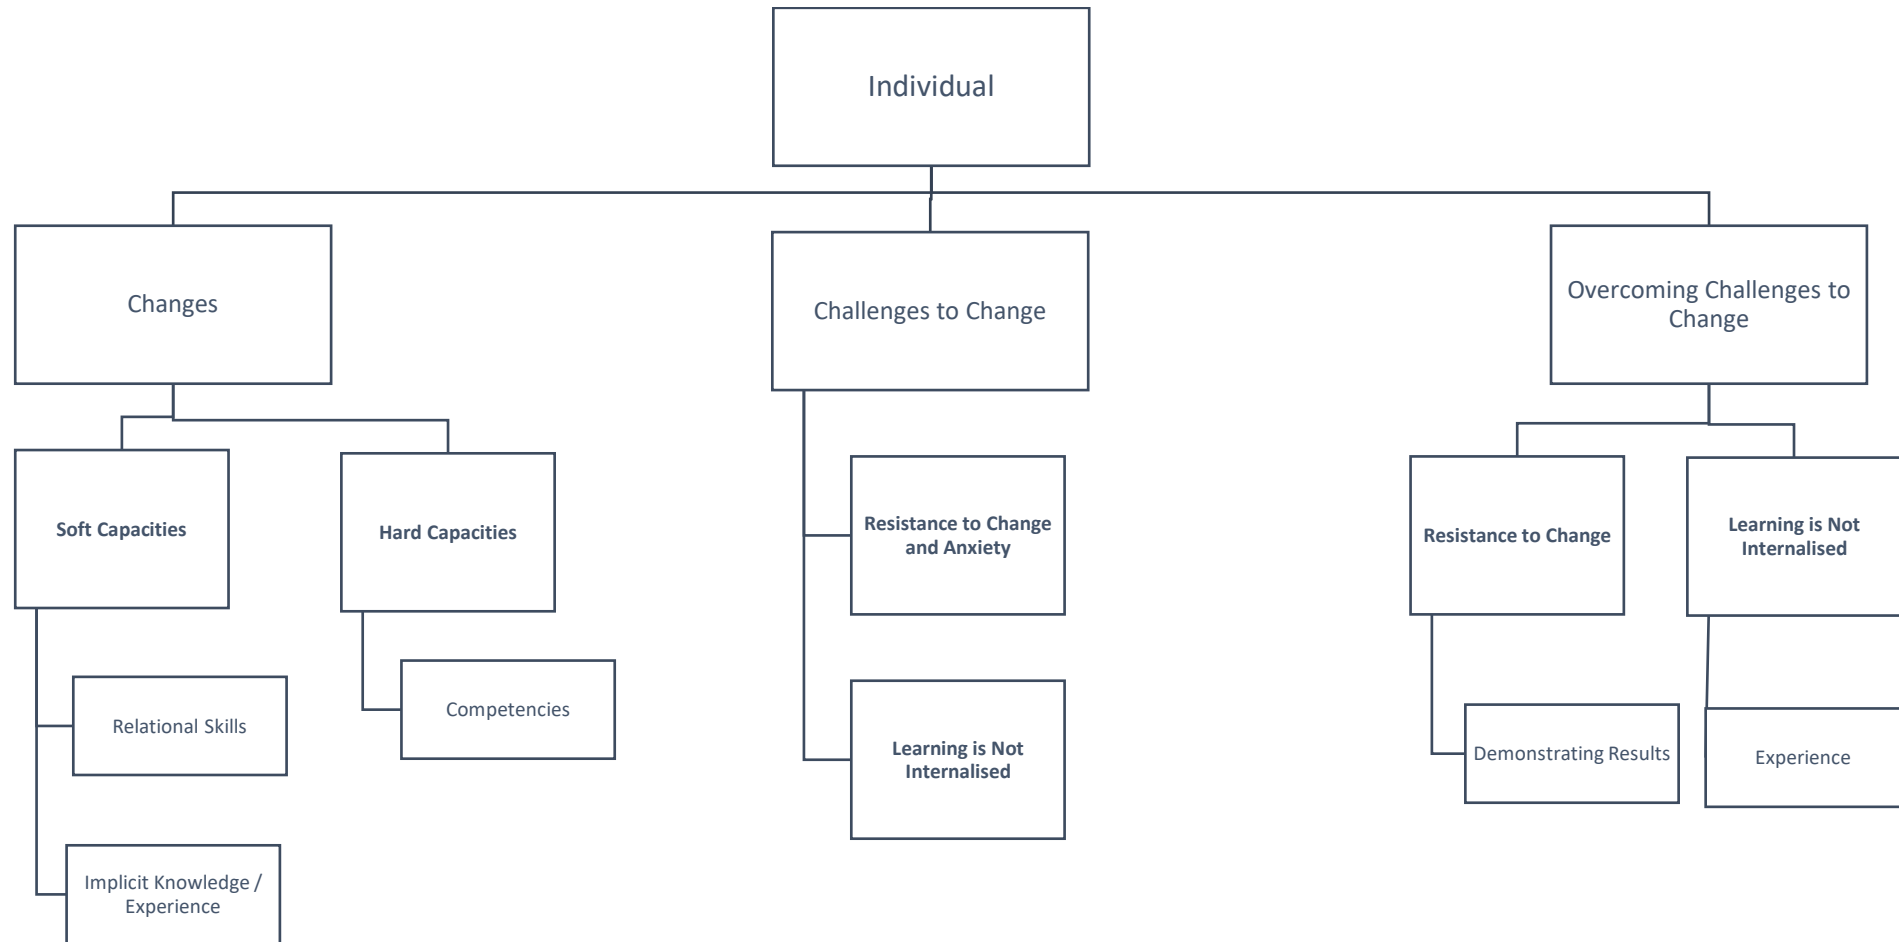 Individual
Changes
Challenges to Change
Overcoming Challenges to
Change
Soft Capacities
Hard Capacities
Resistance to Change
and Anxiety
Resistance to Change
Learning is Not
Internalised
Relational Skills
Competencies
Learning is Not
Internalised
Demonstrating Results
Experience
Implicit Knowledge /
Experience